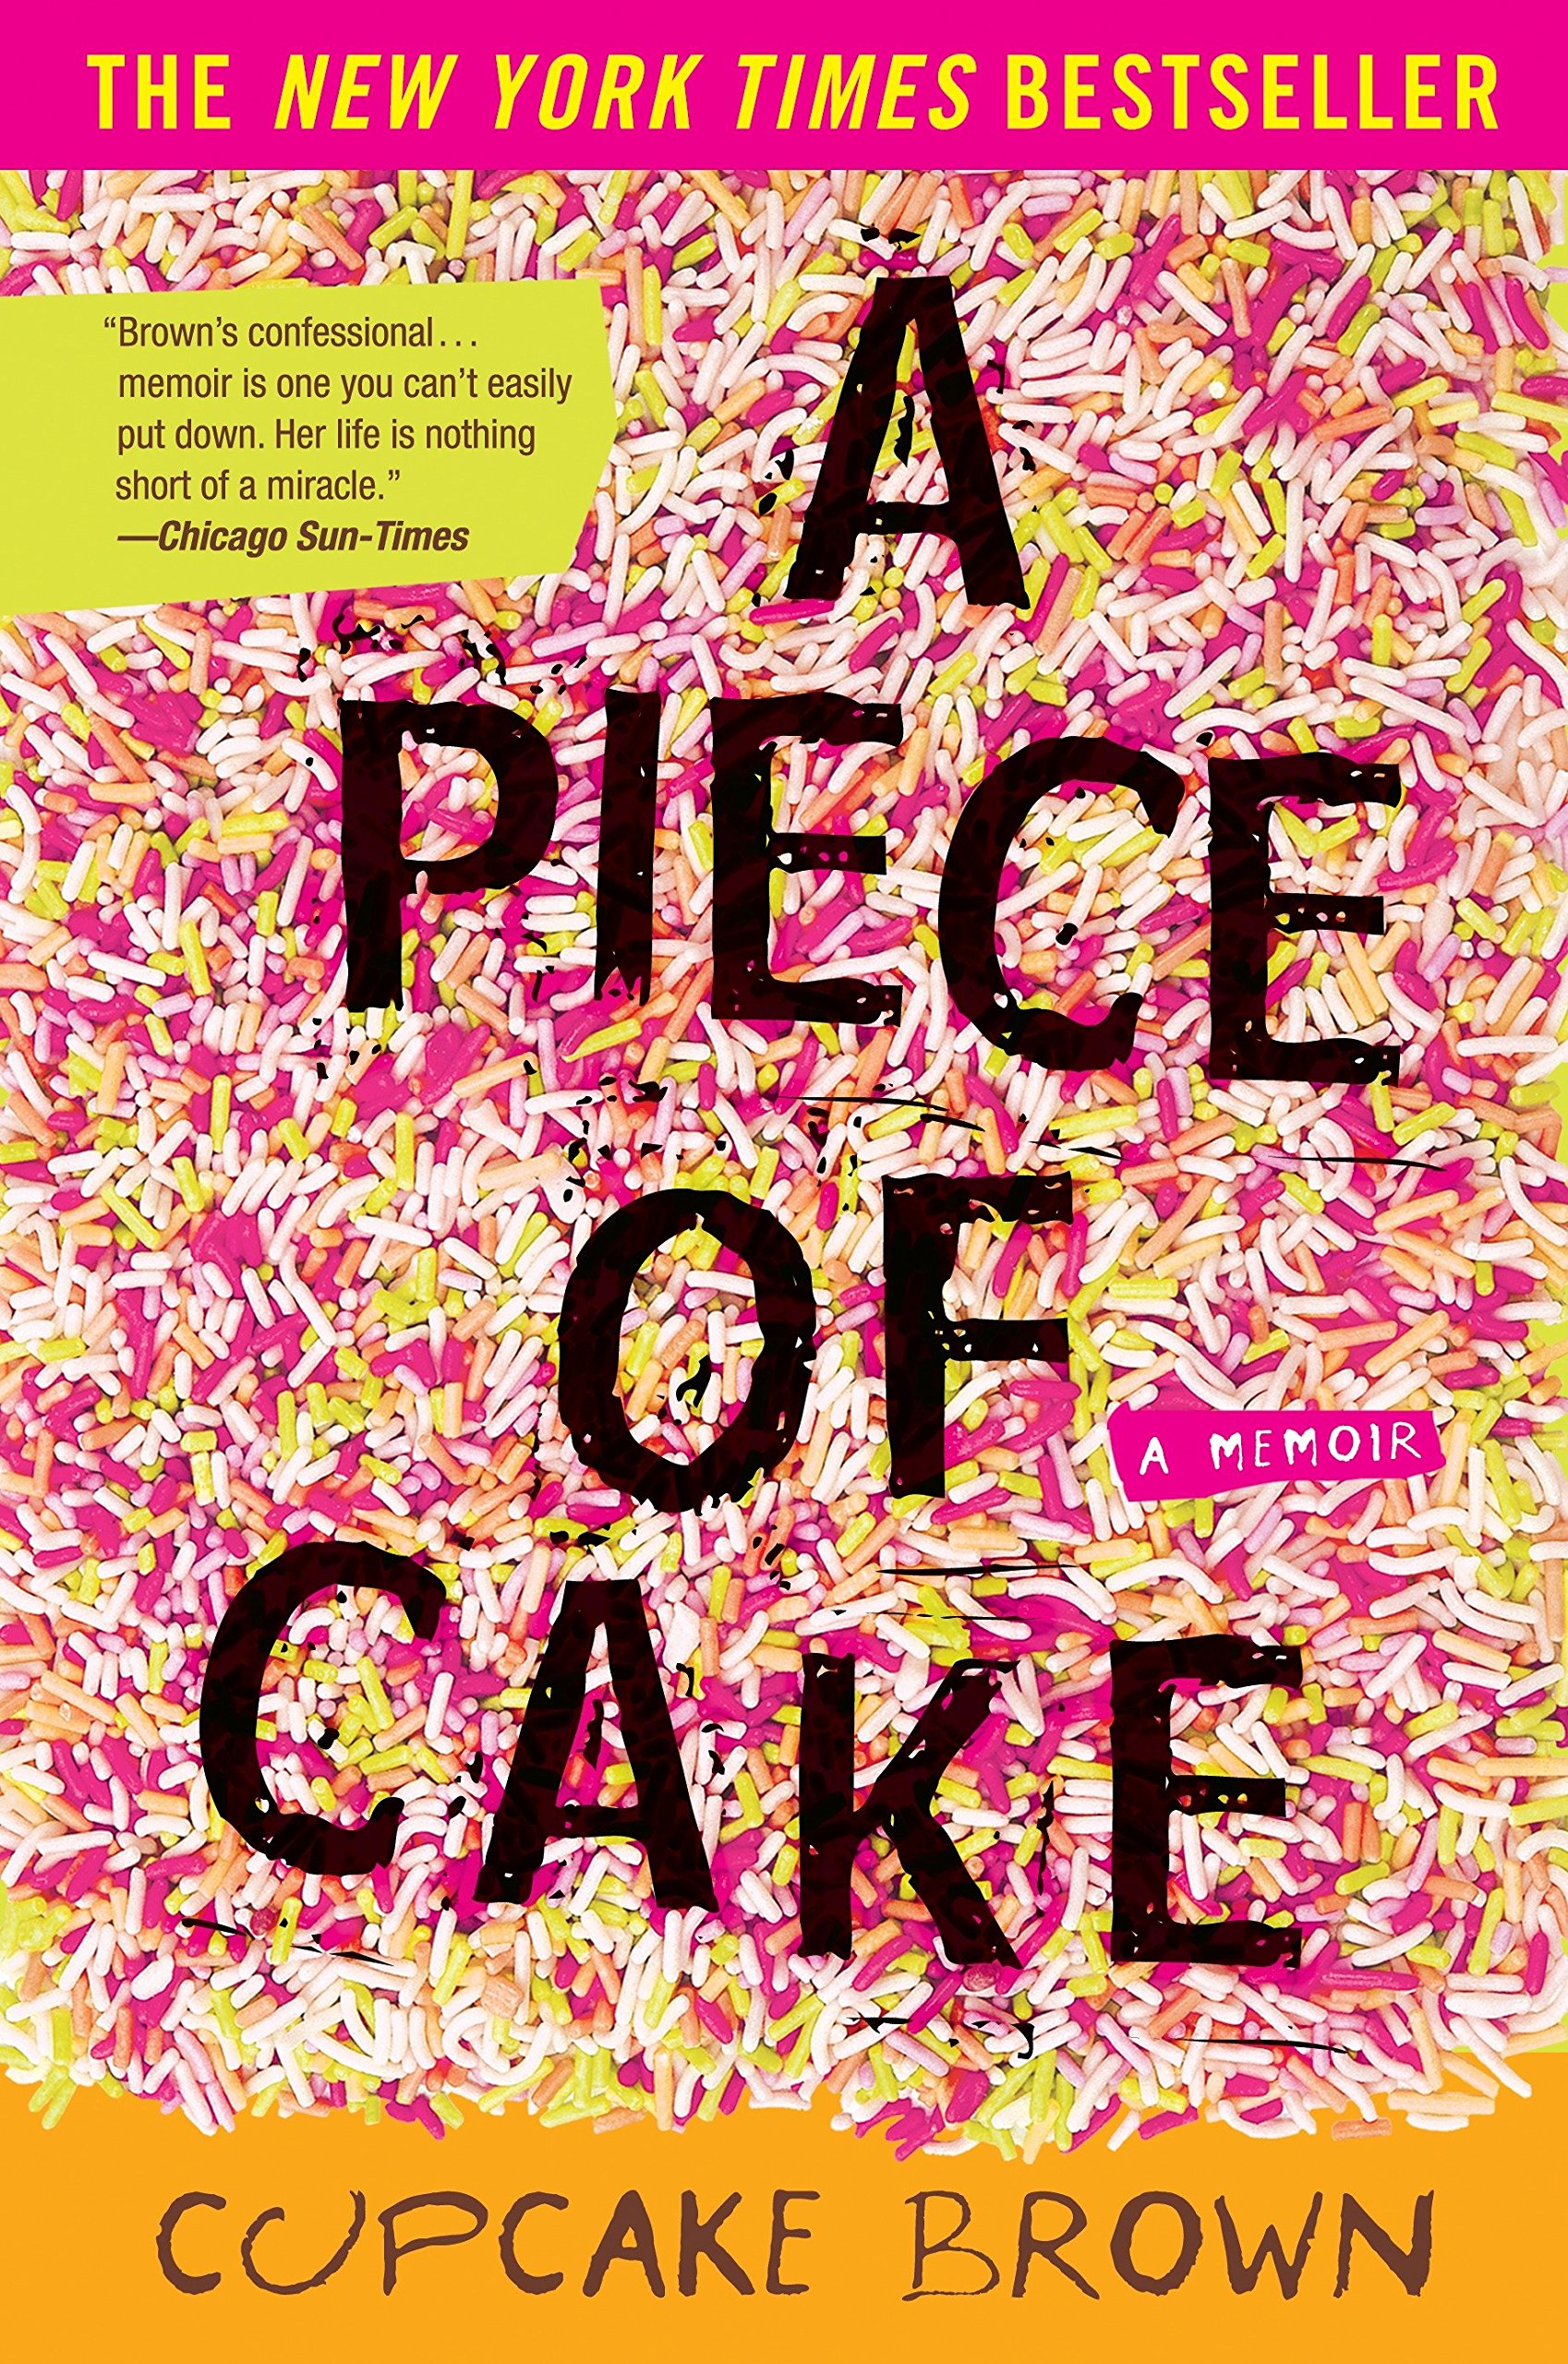 THE NEW YORK TIMES BESTSELLER
“Brown’s confessional...
memoir is one you can’t easily
put down. Her life is nothing
short of a miracle.”
—Chicago Sun-Times
A
PIECE
OF
A MEMOIR
CAKE
CUPCAKE BROWN